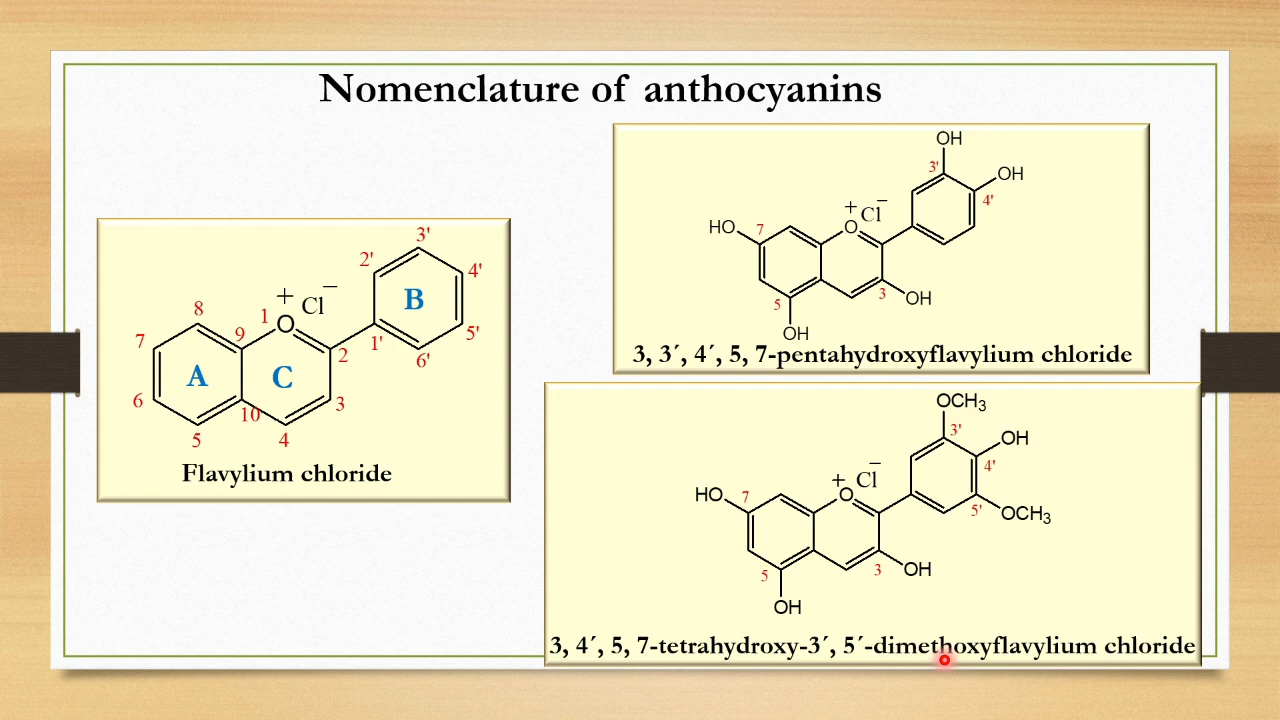 Nomenclature of anthocyanins
3'
2'
4'
B
+
Cl
−
8
1
O
9
7
1'
5'
2
6'
A
C
6
10
3
5
4
Flavylium chloride
OH
3'
OH
4'
+
Cl
−
HO
7
O
5
3
OH
OH
3, 3´, 4´, 5, 7-pentahydroxyflavylium chloride
OCH3
3'
OH
4'
+
Cl
−
HO
7
O
5'
OCH3
5
3
OH
OH
3, 4´, 5, 7-tetrahydroxy-3´, 5´-dimethoxyflavylium chloride